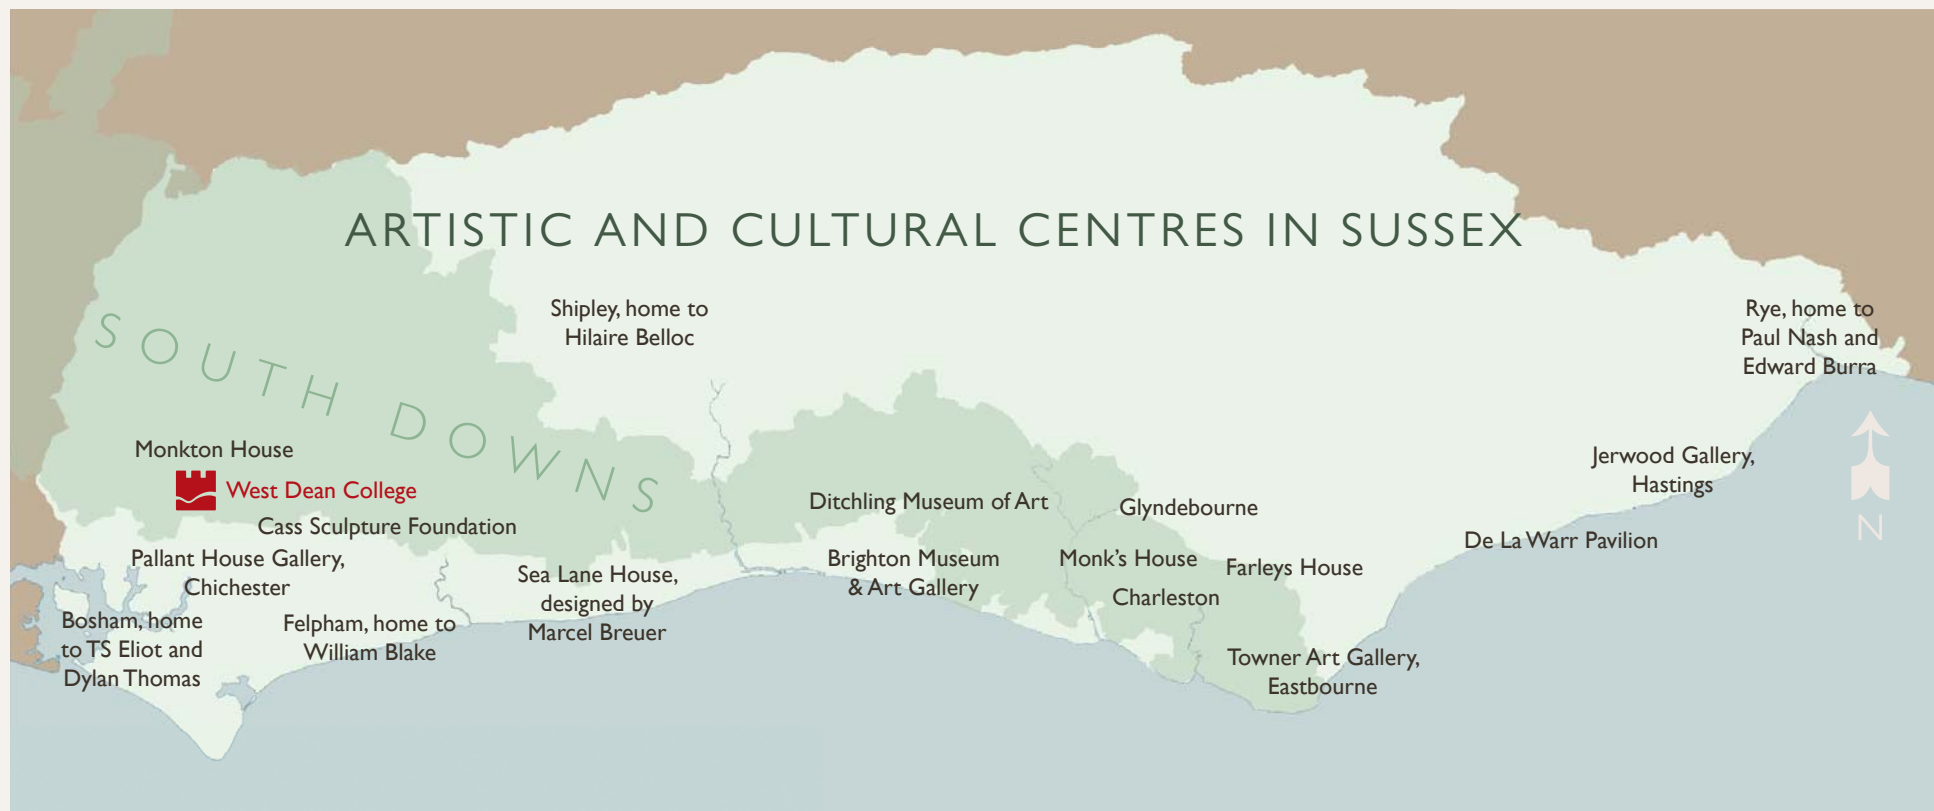 ARTISTIC AND CULTURAL CENTRES IN SUSSEX
SOUTH DOWNS
Shipley, home to
Hilaire Belloc
Rye, home to
Paul Nash and
Edward Burra
Monkton House
West Dean College
Cass Sculpture Foundation
Pallant House Gallery,
Chichester
Bosham, home
to TS Eliot and
Dylan Thomas
Felpham, home to
William Blake
Sea Lane House,
designed by
Marcel Breuer
Ditchling Museum of Art
Brighton Museum
& Art Gallery
Glyndebourne
Monk's House
Charleston
Farleys House
Towner Art Gallery,
Eastbourne
De La Warr Pavilion
Jerwood Gallery,
Hastings
N